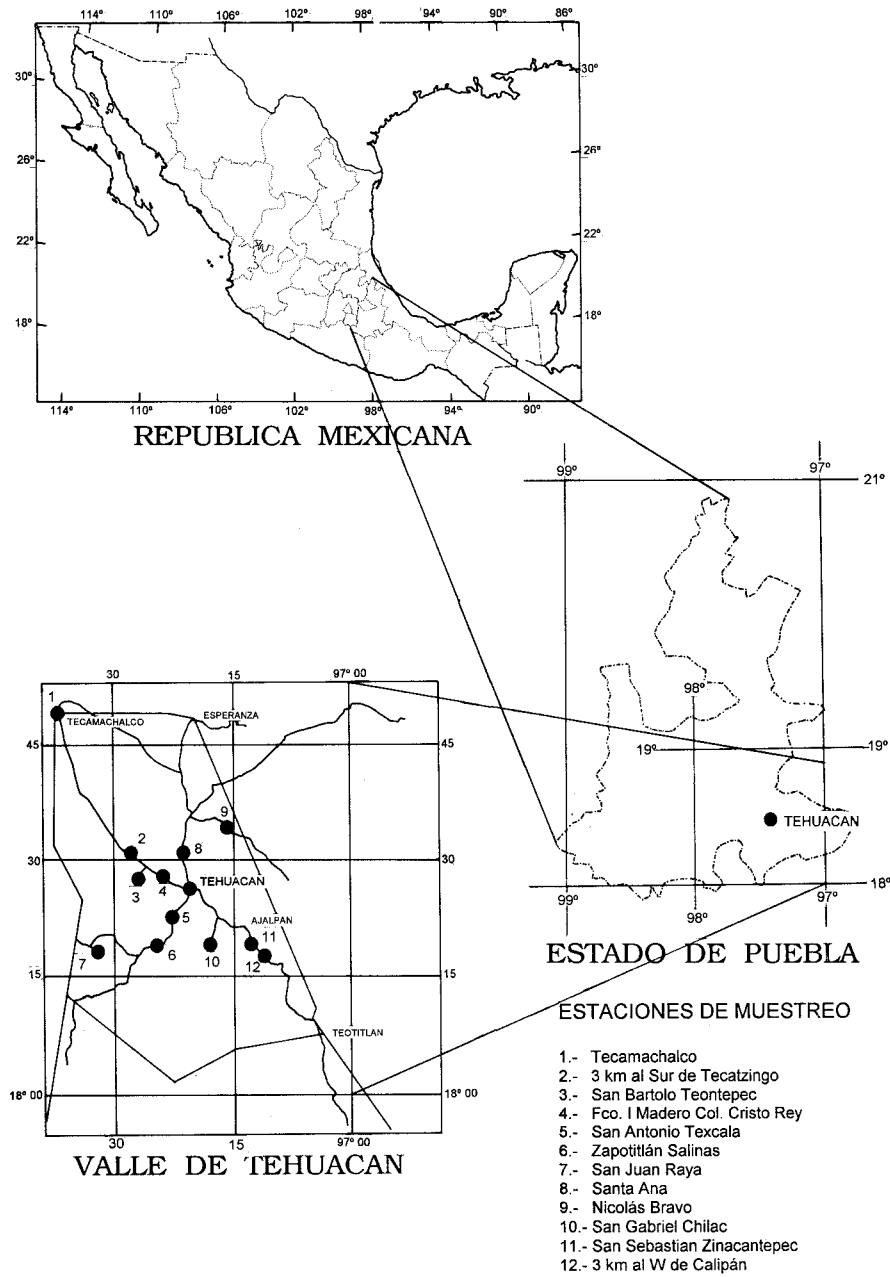 114° 110° 106° 102° 98° 94° 90° 86°
30° 30°
26° 26°
22° 22°
18° 18°
114° 110° 106° 102° 98° 94° 90°
REPUBLICA MEXICANA
99° 97°
21°
98°
19° 19°
TEHUACAN
18°
99° 98° 97°
ESTADO DE PUEBLA
30 15 97° 00
1
TECAMACHALCO ESPERANZA
45 45
9
2 8
30 30
3 4 TEHUACAN
5 AJALPAN
11
7 6 10 12
15 15
TEOTITLAN
18° 00 18° 00
30 15 97° 00
VALLE DE TEHUACAN
ESTACIONES DE MUESTREO
1.- Tecamachalco
2.- 3 km al Sur de Tecatzingo
3.- San Bartolo Teontepec
4.- Fco. I Madero Col. Cristo Rey
5.- San Antonio Texcala
6.- Zapotitlán Salinas
7.- San Juan Raya
8.- Santa Ana
9.- Nicolás Bravo
10.- San Gabriel Chilac
11.- San Sebastian Zinacantepec
12.- 3 km al W de Calipán